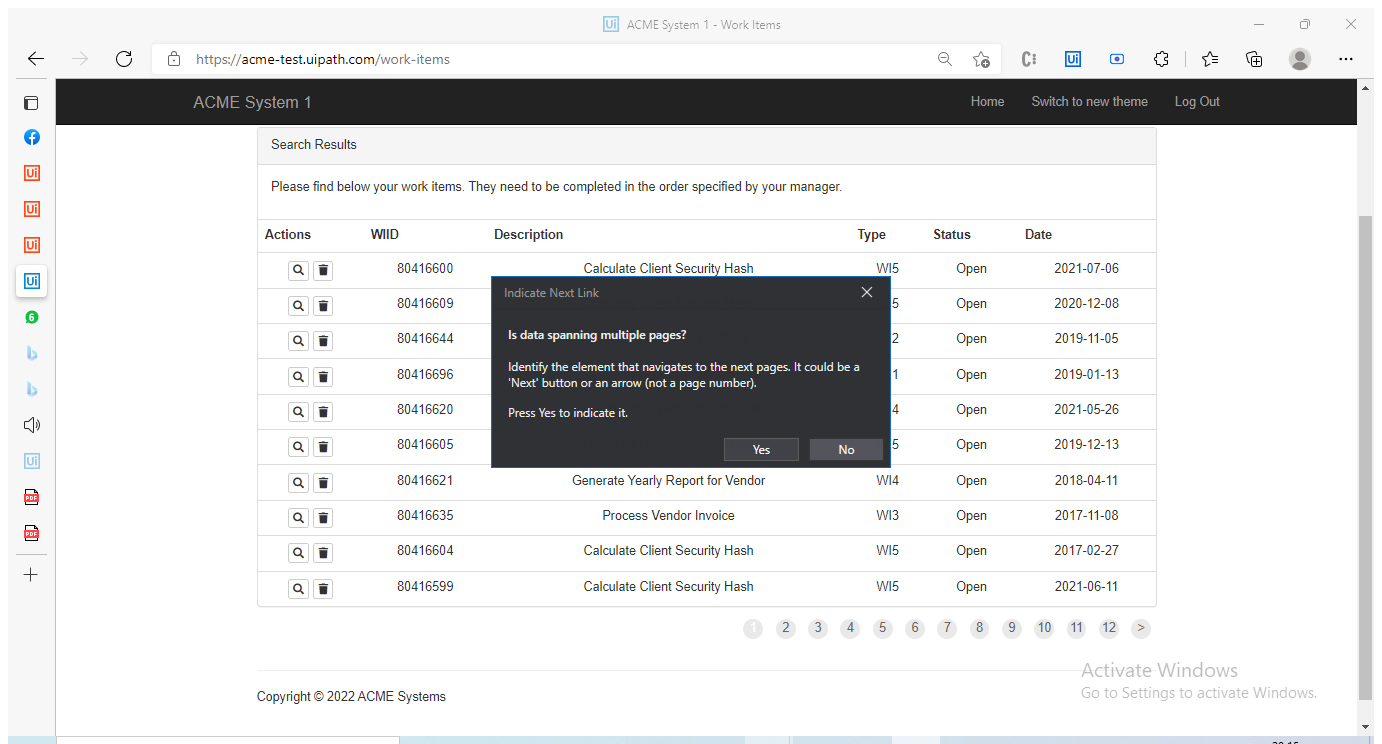 ACME System 1 - Work Items
https://acme-test.uipath.com/work-items
ACME System 1 Home Switch to new theme Log Out
Search Results
Please find below your work items. They need to be completed in the order specified by your manager.
Actions WIID Description Type Status Date
80416600 Calculate Client Security Hash WI5 Open 2021-07-06
80416609 5 Open 2020-12-08
80416644 2 Open 2019-11-05
80416696 1 Open 2019-01-13
80416620 4 Open 2021-05-26
80416605 5 Open 2019-12-13
Indicate Next Link
Is data spanning multiple pages?
Identify the element that navigates to the next pages. It could be a
'Next' button or an arrow (not a page number).
Press Yes to indicate it.
Yes No
80416621 Generate Yearly Report for Vendor WI4 Open 2018-04-11
80416635 Process Vendor Invoice WI3 Open 2017-11-08
80416604 Calculate Client Security Hash WI5 Open 2017-02-27
80416599 Calculate Client Security Hash WI5 Open 2021-06-11
1 2 3 4 5 6 7 8 9 10 11 12 >
Activate Windows
Go to Settings to activate Windows.
Copyright © 2022 ACME Systems